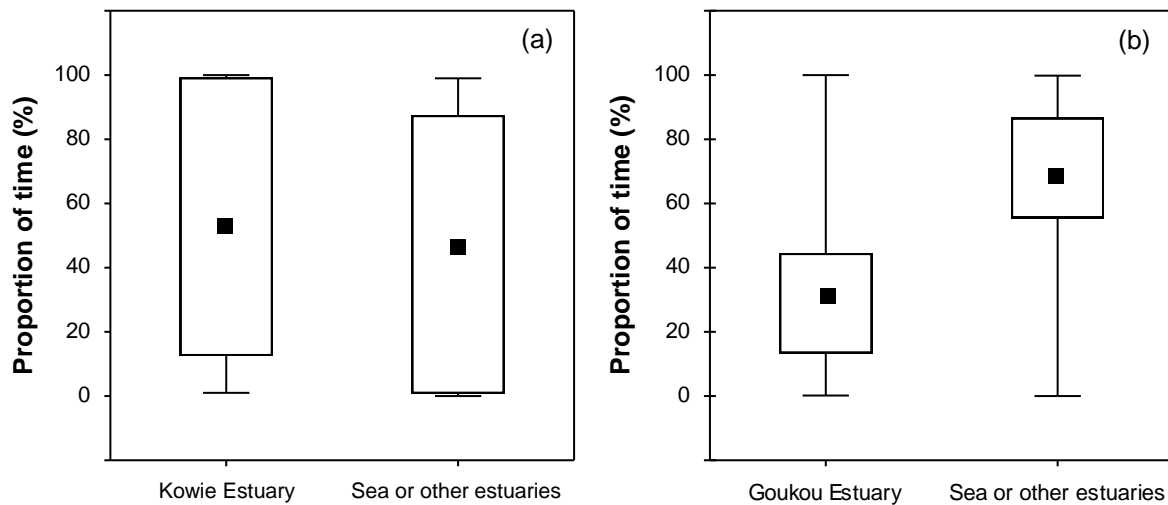 (a)
Proportion of time (%)
100
80
60
40
20
0
Kowie Estuary
Sea or other estuaries
(b)
Proportion of time (%)
100
80
60
40
20
0
Goukou Estuary
Sea or other estuaries